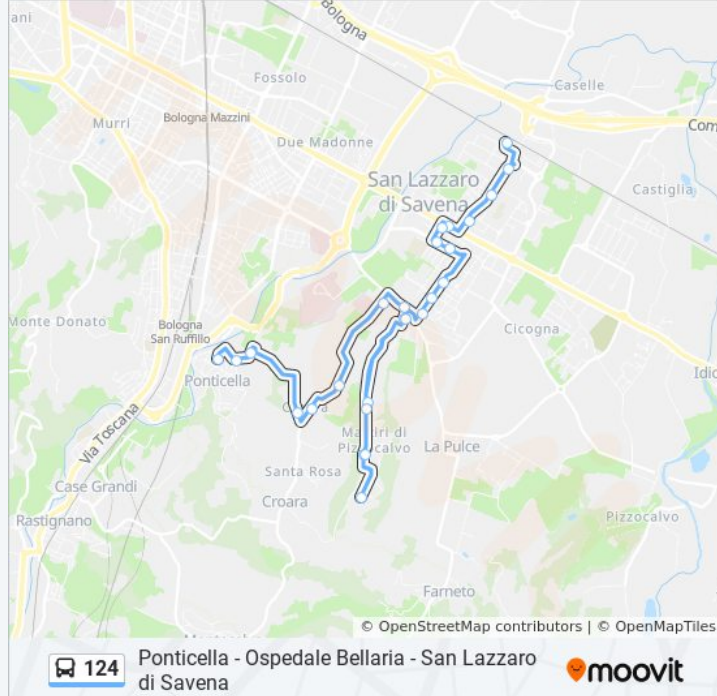 ani
Bologna
Fossolo
Caselle
Murri
Bologna Mazzini
Com
Due Madonne
San Lazzaro
di Savena
Castiglia
Monte Donato
Bologna
San Ruffillo
Cicogna
Idic
Ponticella
Via Toscana
Martiri di
Pizzocalvo
La Pulce
Santa Rosa
Case Grandi
Croara
Rastignano
Pizzocalvo
Farneto
© OpenStreetMap contributors | © OpenMapTiles
124
Ponticella - Ospedale Bellaria - San Lazzaro
di Savena
moovit